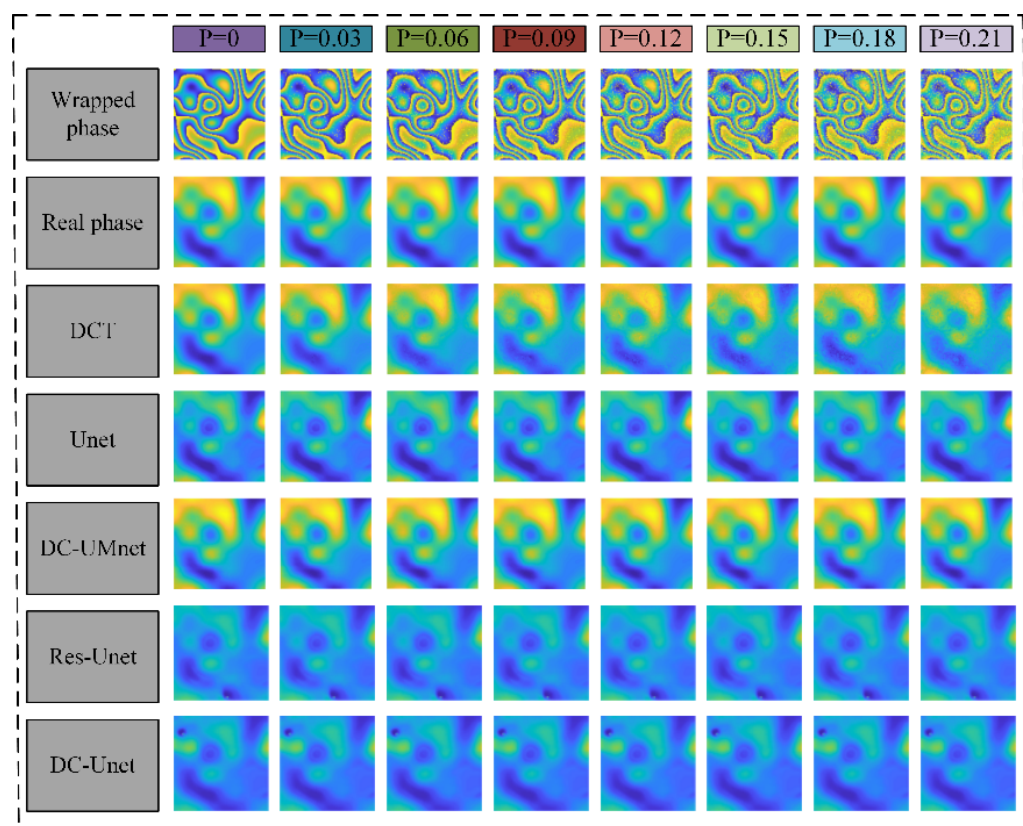 P=0 P=0.03 P=0.06 P=0.09 P=0.12 P=0.15 P=0.18 P=0.21
Wrapped
phase
Real phase
DCT
Unet
DC-UMnet
Res-Unet
DC-Unet